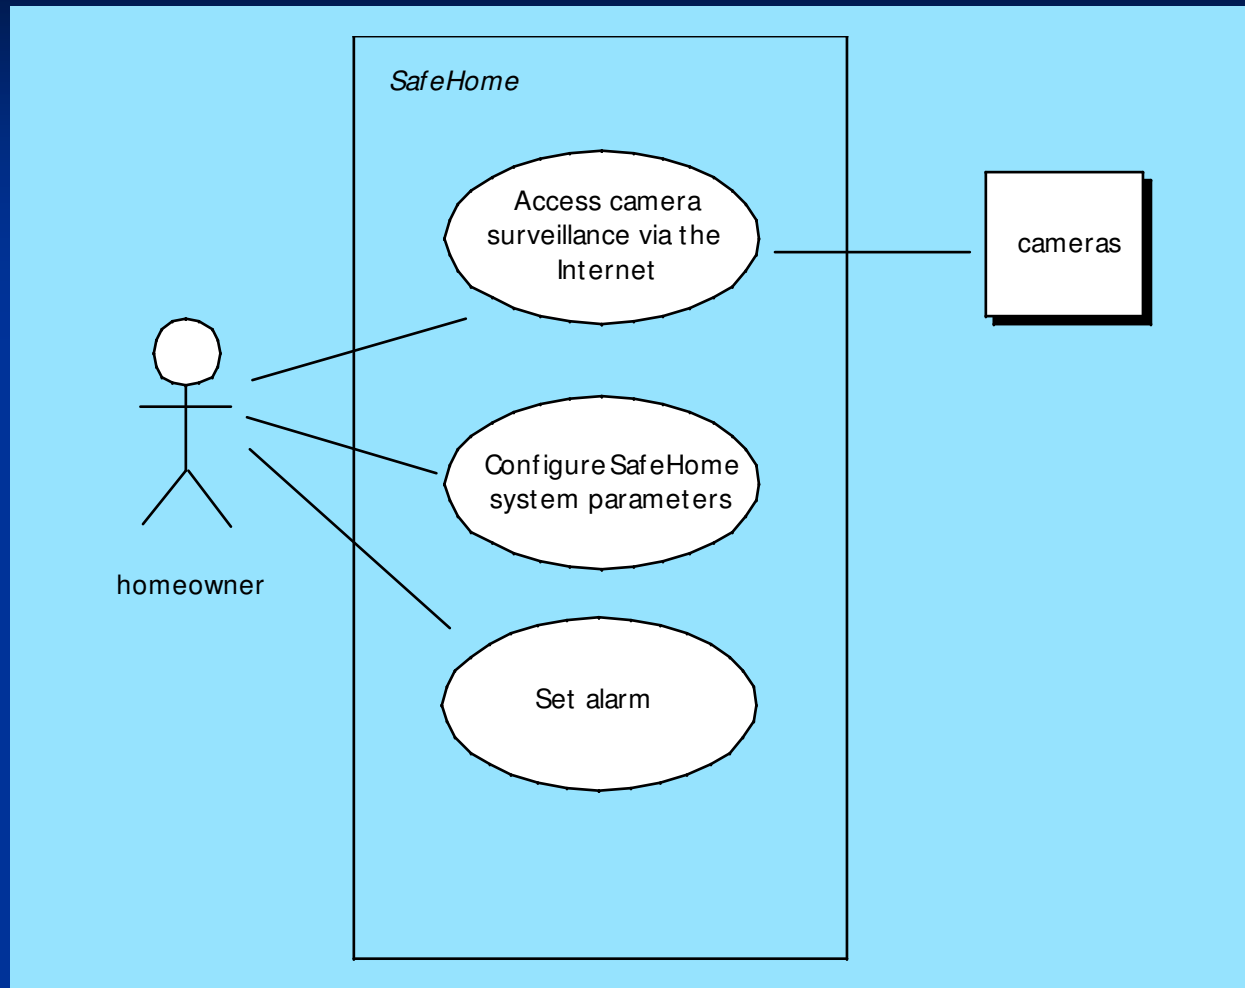 SafeHome
Access camera
surveillance via the
Internet
cameras
Configure SafeHome
system parameters
homeowner
Set alarm